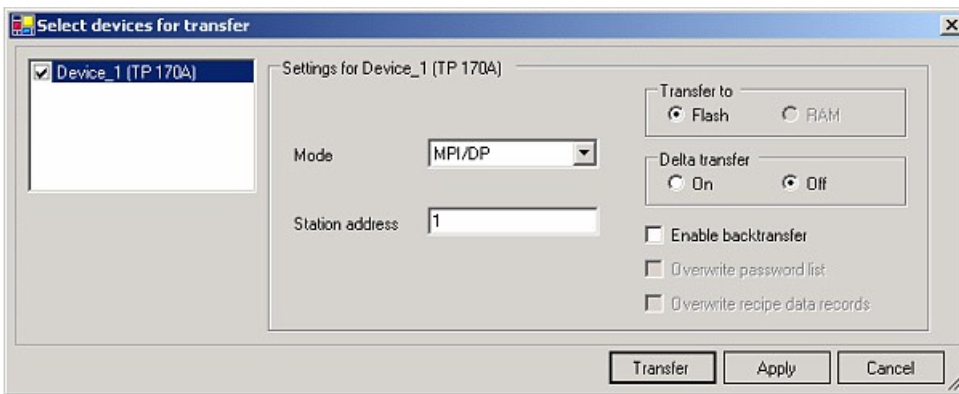 Select devices for transfer
Device_1 (TP 170A)
Settings for Device_1 (TP 170A)
Mode
MPI/DP
Station address
1
Transfer to
Flash RAM
Delta transfer
On Off
Enable backtransfer
Overwrite password list
Overwrite recipe data records
Transfer Apply Cancel